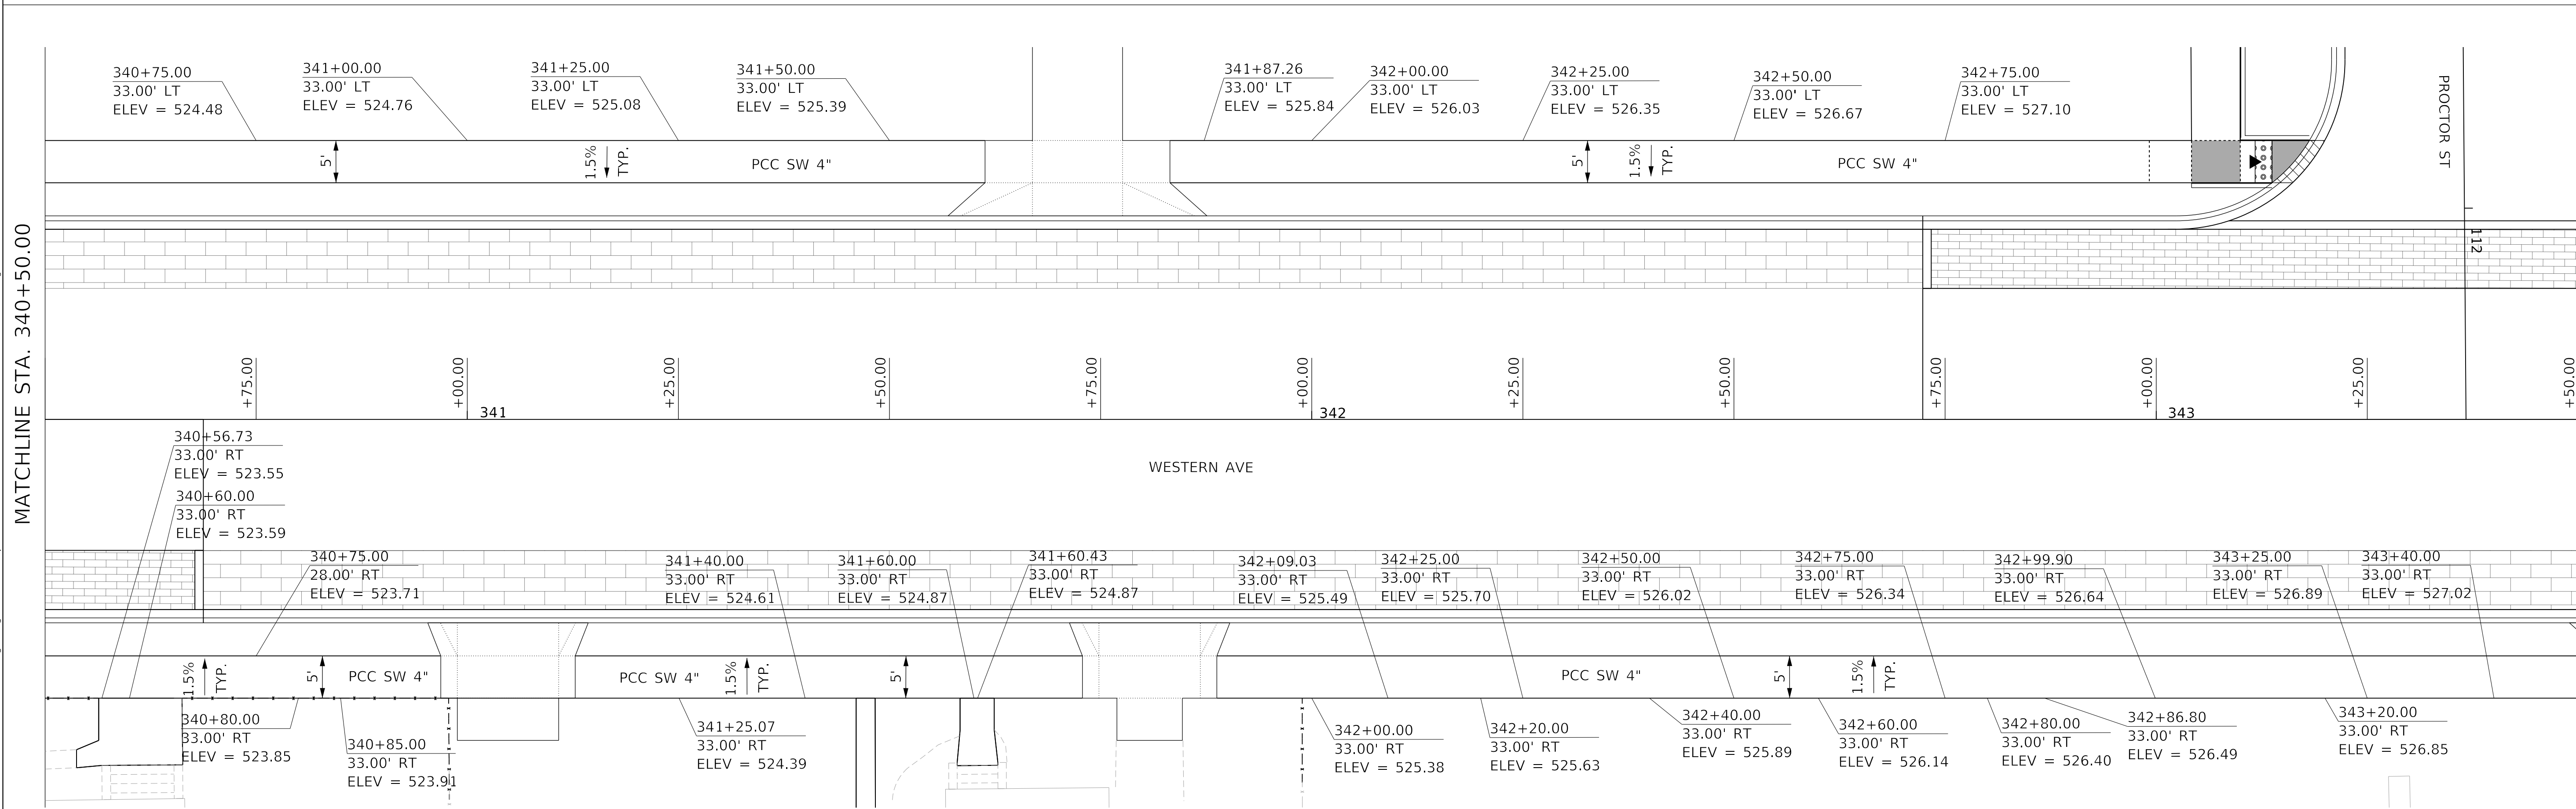 340+75.00
33.00' LT
ELEV = 524.48
341+00.00
33.00' LT
ELEV = 524.76
341+25.00
33.00' LT
ELEV = 525.08
341+50.00
33.00' LT
ELEV = 525.39
341+87.26
33.00' LT
ELEV = 525.84
342+00.00
33.00' LT
ELEV = 526.03
342+25.00
33.00' LT
ELEV = 526.35
342+50.00
33.00' LT
ELEV = 526.67
342+75.00
33.00' LT
ELEV = 527.10
PROCTOR ST
5'
1.5%
TYP.
PCC SW 4"
5'
1.5%
TYP.
PCC SW 4"
112
MATCHLINE STA. 340+50.00
+75.00
+00.00
341
+25.00
+50.00
+75.00
+00.00
342
+25.00
+50.00
+75.00
+00.00
343
+25.00
+50.00
WESTERN AVE
340+56.73
33.00' RT
ELEV = 523.55
340+60.00
33.00' RT
ELEV = 523.59
340+75.00
28.00' RT
ELEV = 523.71
341+40.00
33.00' RT
ELEV = 524.61
341+60.00
33.00' RT
ELEV = 524.87
341+60.43
33.00' RT
ELEV = 524.87
342+09.03
33.00' RT
ELEV = 525.49
342+25.00
33.00' RT
ELEV = 525.70
342+50.00
33.00' RT
ELEV = 526.02
342+75.00
33.00' RT
ELEV = 526.34
342+99.90
33.00' RT
ELEV = 526.64
343+25.00
33.00' RT
ELEV = 526.89
343+40.00
33.00' RT
ELEV = 527.02
1.5%
TYP.
5'
PCC SW 4"
PCC SW 4"
1.5%
TYP.
5'
PCC SW 4"
5'
1.5%
TYP.
340+80.00
33.00' RT
ELEV = 523.85
340+85.00
33.00' RT
ELEV = 523.91
341+25.07
33.00' RT
ELEV = 524.39
342+00.00
33.00' RT
ELEV = 525.38
342+20.00
33.00' RT
ELEV = 525.63
342+40.00
33.00' RT
ELEV = 525.89
342+60.00
33.00' RT
ELEV = 526.14
342+80.00
33.00' RT
ELEV = 526.40
342+86.80
33.00' RT
ELEV = 526.49
343+20.00
33.00' RT
ELEV = 526.85